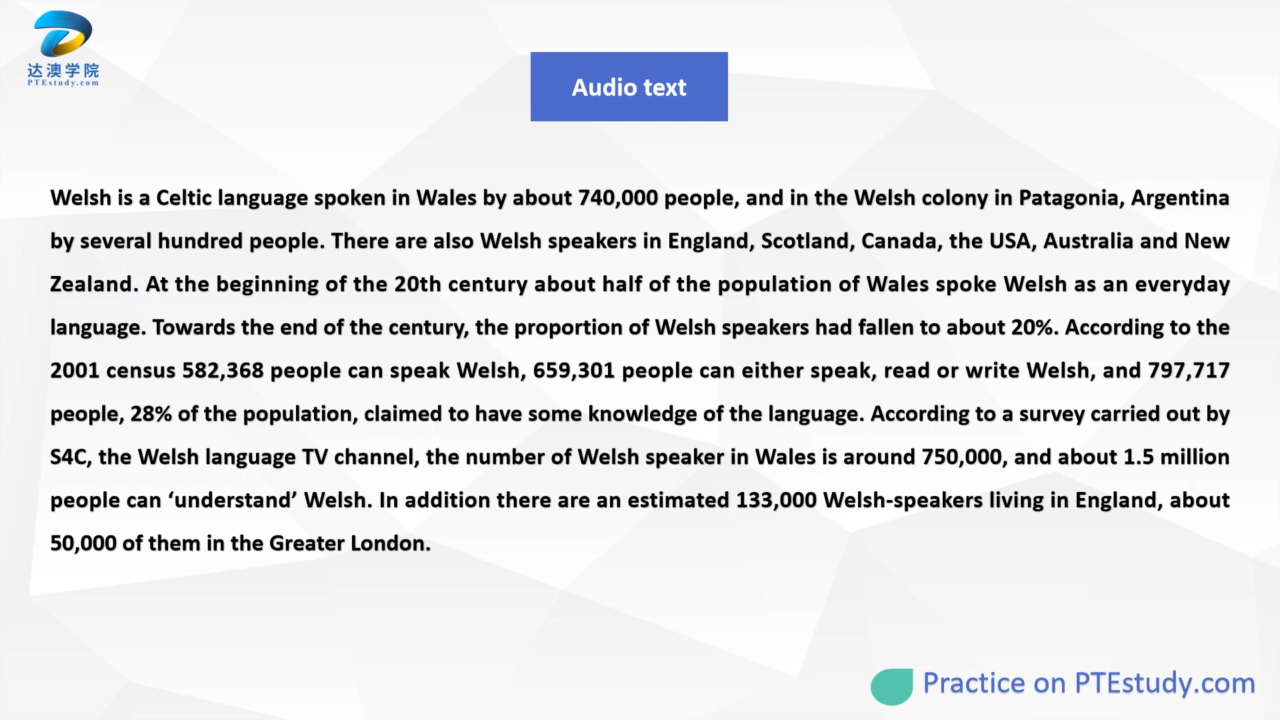 达澳学院
PTEstudy.com
Audio text
Welsh is a Celtic language spoken in Wales by about 740,000 people, and in the Welsh colony in Patagonia, Argentina
by several hundred people. There are also Welsh speakers in England, Scotland, Canada, the USA, Australia and New
Zealand. At the beginning of the 20th century about half of the population of Wales spoke Welsh as an everyday
language. Towards the end of the century, the proportion of Welsh speakers had fallen to about 20%. According to the
2001 census 582,368 people can speak Welsh, 659,301 people can either speak, read or write Welsh, and 797,717
people, 28% of the population, claimed to have some knowledge of the language. According to a survey carried out by
S4C, the Welsh language TV channel, the number of Welsh speaker in Wales is around 750,000, and about 1.5 million
people can ‘understand’ Welsh. In addition there are an estimated 133,000 Welsh-speakers living in England, about
50,000 of them in the Greater London.
Practice on PTEstudy.com